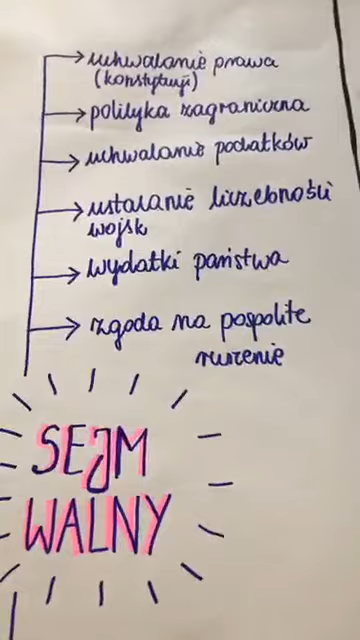 uchwalanie prawa
(konstytucji)
polityka zagraniczna
uchwalanie podatków
ustalanie liczebności
wojsk
wydatki państwa
zgoda na pospolite
ruszenie
SEJM
WALNY